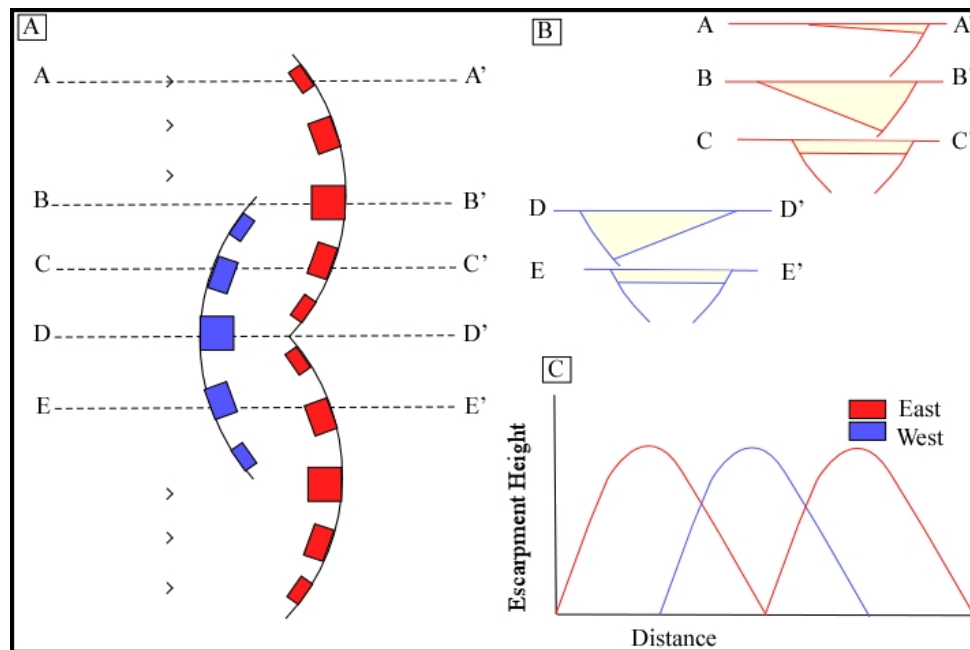 A
A A'
B B'
C C'
D D'
E E'
B
A A'
B B'
C C'
D D'
E E'
C
East
West
Escarpment Height
Distance